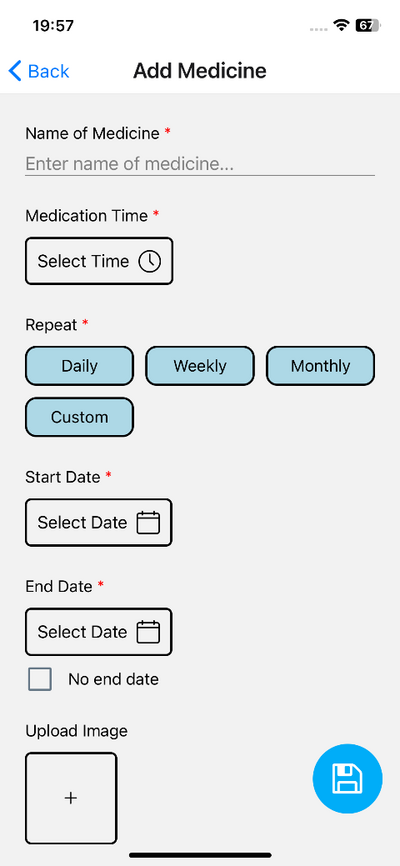 19:57
67
Back
Add Medicine
Name of Medicine *
Enter name of medicine...
Medication Time *
Select Time
Repeat *
Daily Weekly Monthly
Custom
Start Date *
Select Date
End Date *
Select Date
No end date
Upload Image
+